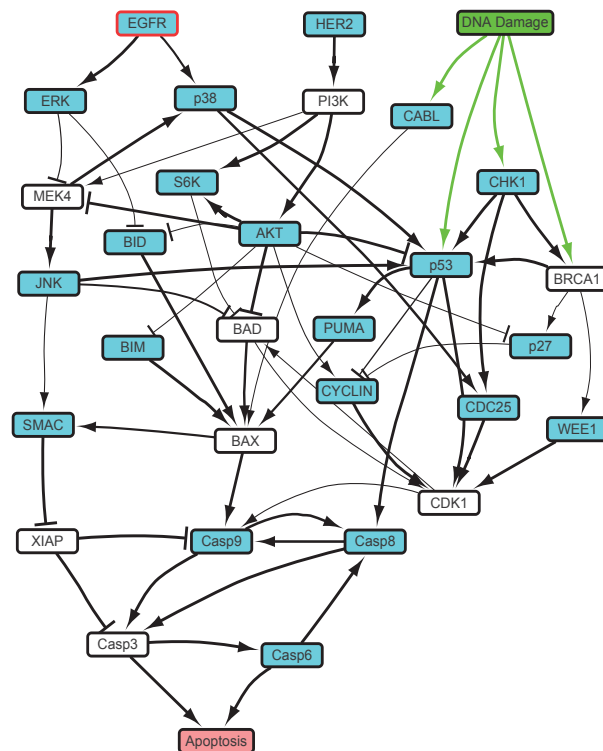 EGFR
HER2
DNA Damage
ERK
p38
PI3K
CABL
MEK4
S6K
CHK1
BID
AKT
p53
BRCA1
JNK
BIM
BAD
PUMA
p27
CYCLIN
CDC25
SMAC
BAX
WEE1
CDK1
XIAP
Casp9
Casp8
Casp3
Casp6
Apoptosis